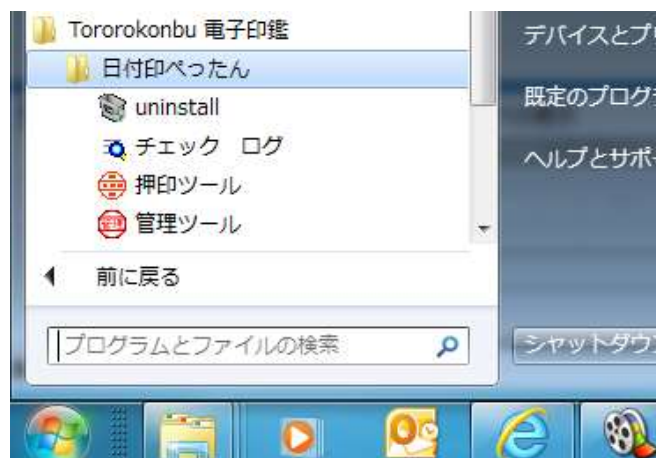 Tororokonbu 電子印鑑
日付印ぺったん
uninstall
チェック ログ
押印ツール
管理ツール
前に戻る
プログラムとファイルの検索
デバイスとプ
既定のプログ
ヘルプとサポ
シャットダウ